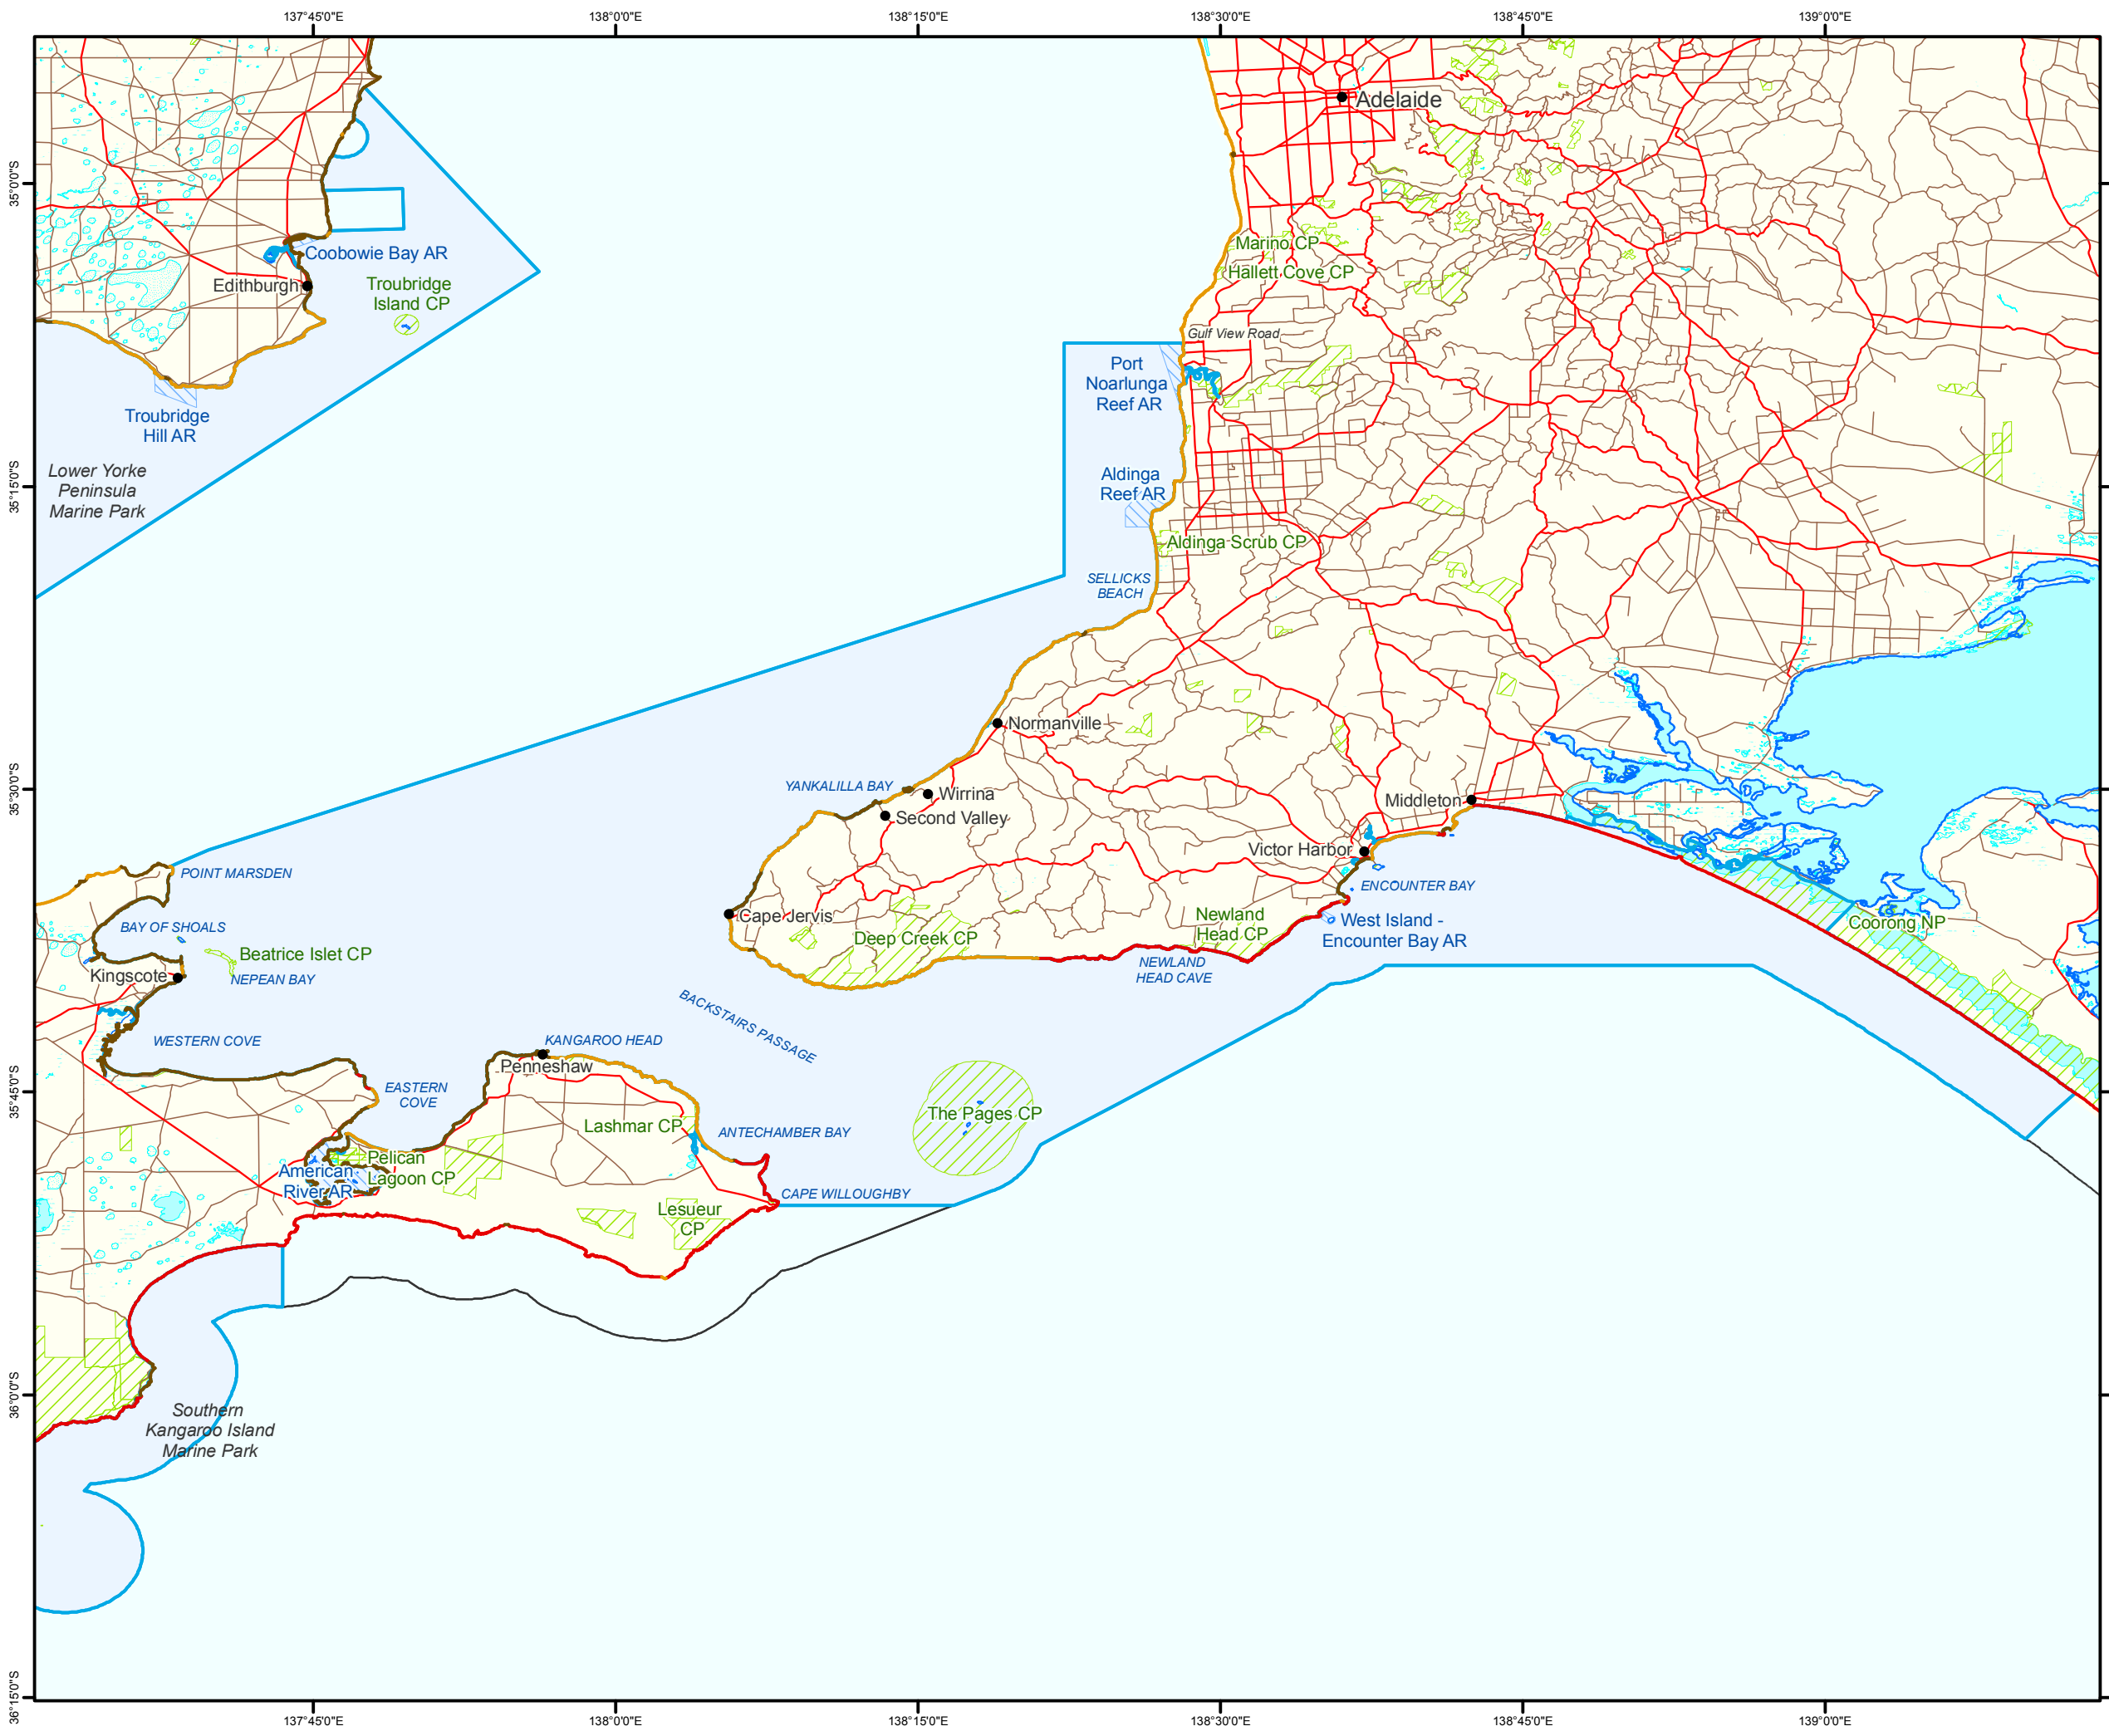 137°45'0"E
138°0'0"E
138°15'0"E
138°30'0"E
138°45'0"E
139°0'0"E
Adelaide
35°0'0"S
Marino CP
Coobowie Bay AR
Hallett Cove CP
Edithburgh
Troubridge
Island CP
Gulf View Road
Port
Noarlunga
Reef AR
Troubridge
Hill AR
Lower Yorke
Peninsula
Marine Park
35°15'0"S
Aldinga
Reef AR
Aldinga Scrub CP
SELLICKS
BEACH
Normanville
35°30'0"S
YANKALILLA BAY
Wirrina
Second Valley
Middleton
Victor Harbor
POINT MARSDEN
ENCOUNTER BAY
Cape Jervis
Newland
Head CP
West Island -
Encounter Bay AR
Coorong NP
BAY OF SHOALS
Deep Creek CP
Beatrice Islet CP
Kingscote
NEPEAN BAY
NEWLAND
HEAD CAVE
BACKSTAIRS PASSAGE
WESTERN COVE
KANGAROO HEAD
Penneshaw
35°45'0"S
EASTERN
COVE
The Pages CP
Lashmar CP
ANTECHAMBER BAY
Pelican
Lagoon CP
American
River AR
CAPE WILLOUGHBY
Lesueur
CP
36°0'0"S
Southern
Kangaroo Island
Marine Park
36°15'0"S
137°45'0"E
138°0'0"E
138°15'0"E
138°30'0"E
138°45'0"E
139°0'0"E